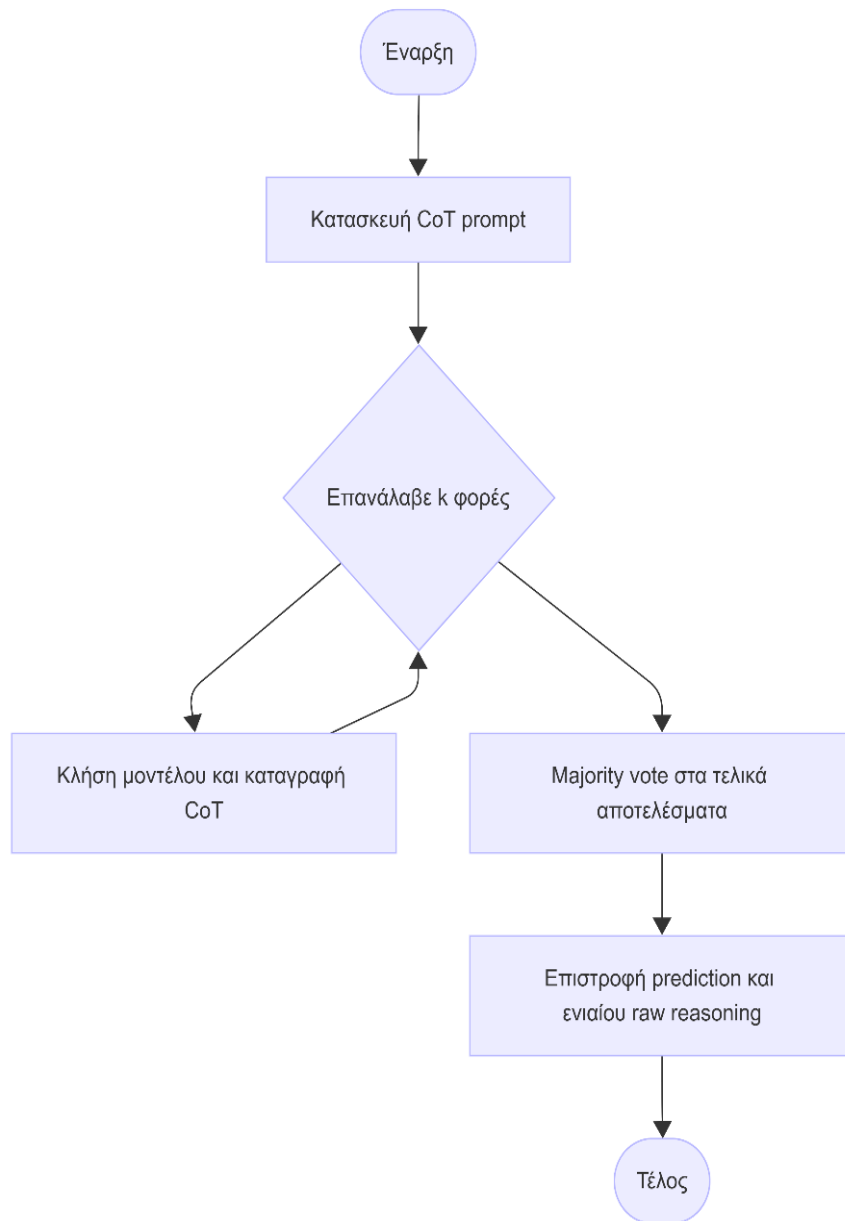 Έναρξη
Κατασκευή CoT prompt
Επανάλαβε k φορές
Κλήση μοντέλου και καταγραφή
CoT
Majority vote στα τελικά
αποτελέσματα
Επιστροφή prediction και
ενιαίου raw reasoning
Τέλος